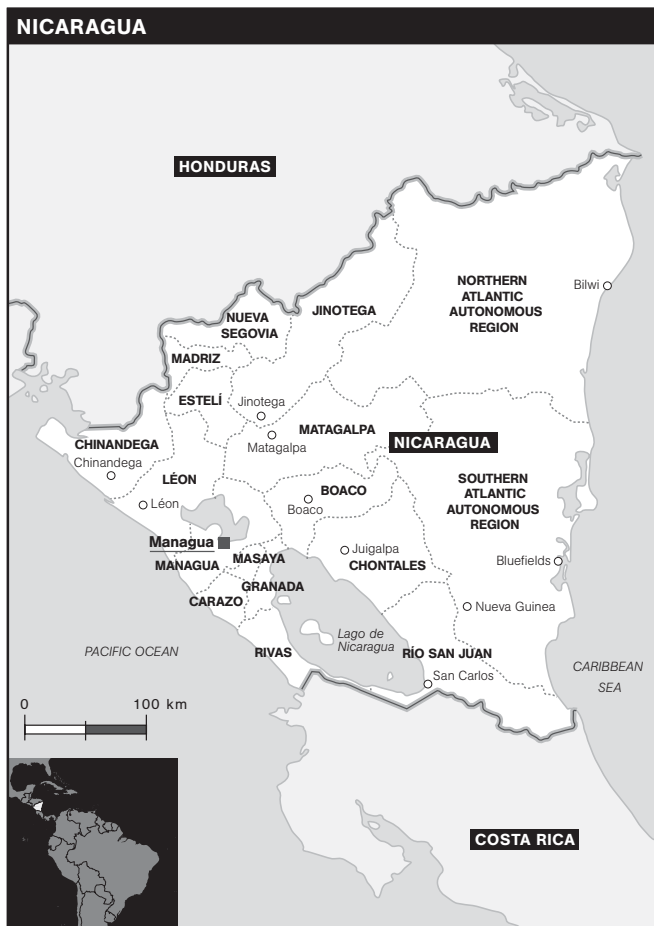 NICARAGUA
HONDURAS
NORTHERN
ATLANTIC
AUTONOMOUS
REGION
Bilwi
JINOTEGA
NUEVA
SEGOVIA
MADRIZ
ESTELÍ
Jinotega
Matagalpa
MATAGALPA
NICARAGUA
CHINANDEGA
Chinandega
LÉON
Léon
BOACO
Boaco
SOUTHERN
ATLANTIC
AUTONOMOUS
REGION
Managua
MANAGUA
MASAYA
Juigalpa
CHONTALES
Bluefields
GRANADA
CARAZO
Nueva Guinea
Lago de
Nicaragua
RIVAS
RÍO SAN JUAN
San Carlos
PACIFIC OCEAN
CARIBBEAN
SEA
0 100 km
COSTA RICA